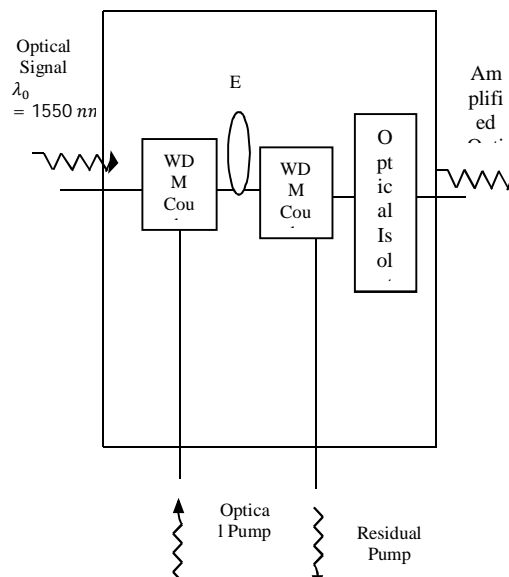 Optical
Signal
λ₀
= 1550 nm
E
Am
plifi
ed
WD
M
Cou
WD
M
Cou
O
pt
ic
al
Is
ol
Optica
l Pump
Residual
Pump